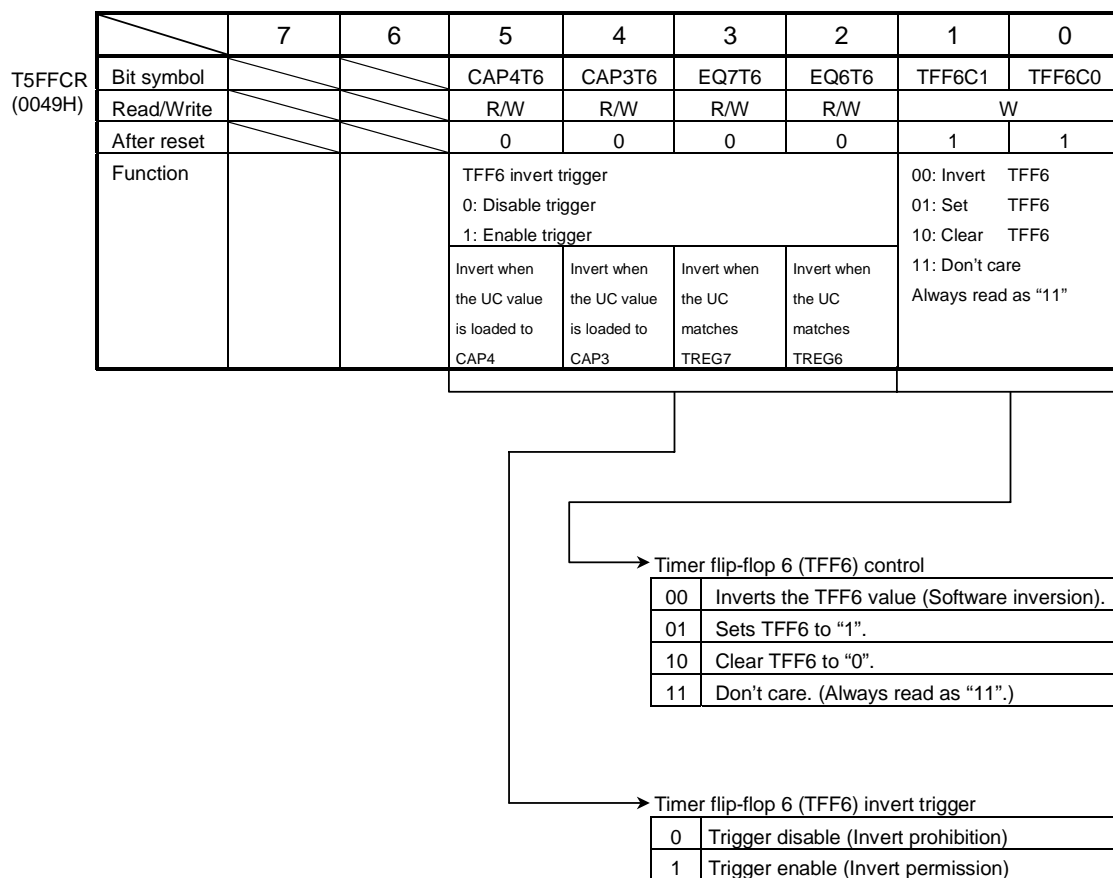 7 6 5 4 3 2 1 0
T5FFCR Bit symbol CAP4T6 CAP3T6 EQ7T6 EQ6T6 TFF6C1 TFF6C0
(0049H) Read/Write R/W R/W R/W R/W W
After reset 0 0 0 0 1 1
Function TFF6 invert trigger 00: Invert TFF6
0: Disable trigger 01: Set TFF6
1: Enable trigger 10: Clear TFF6
Invert when Invert when Invert when Invert when 11: Don't care
the UC value the UC value the UC the UC Always read as “11”
is loaded to is loaded to matches matches
CAP4 CAP3 TREG7 TREG6
Timer flip-flop 6 (TFF6) control
00 Inverts the TFF6 value (Software inversion).
01 Sets TFF6 to “1”.
10 Clear TFF6 to “0”.
11 Don't care. (Always read as “11”.)
Timer flip-flop 6 (TFF6) invert trigger
0 Trigger disable (Invert prohibition)
1 Trigger enable (Invert permission)